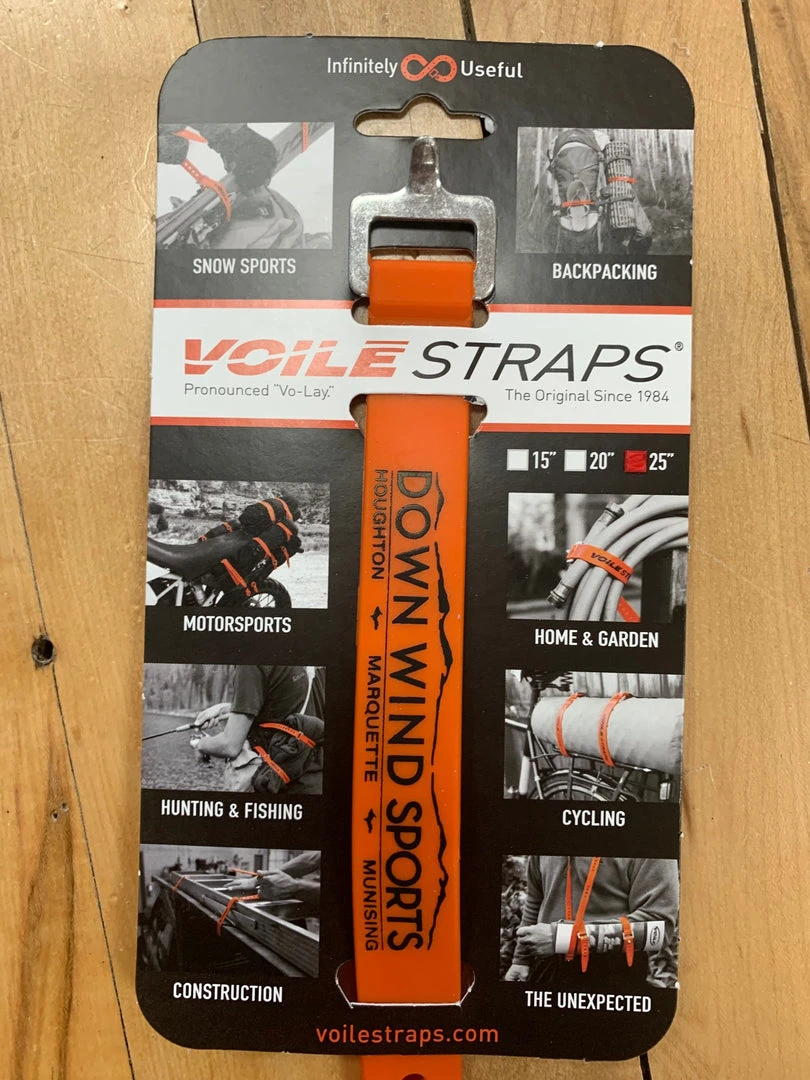 Infinitely Useful
SNOW SPORTS
BACKPACKING
VOILE STRAPS®
Pronounced "Vo-Lay."
The Original Since 1984
15" 20" 25"
DOWN WIND SPORTS
HOUGHTON MARQUETTE MUNISING
MOTORSPORTS
VOILE ST
HOME & GARDEN
HUNTING & FISHING
CYCLING
CONSTRUCTION
THE UNEXPECTED
voilestraps.com